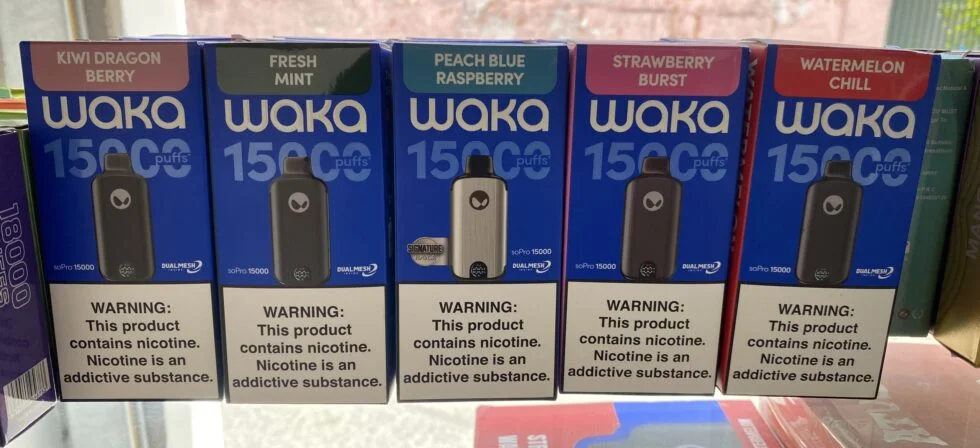 KIWI DRAGON
BERRY
waka
15000
puffs
soPro 15000
DUALMESH
WARNING:
This product
contains nicotine.
Nicotine is an
addictive substance.
FRESH
MINT
waka
15000
puffs
soPro 15000
DUALMESH
WARNING:
This product
contains nicotine.
Nicotine is an
addictive substance.
PEACH BLUE
RASPBERRY
waka
15000
puffs
SIGNATURE
soPro 15000
DUALMESH
WARNING:
This product
contains nicotine.
Nicotine is an
addictive substance.
STRAWBERRY
BURST
waka
15000
puffs
soPro 15000
DUALMESH
WARNING:
This product
contains nicotine.
Nicotine is an
addictive substance.
WATERMELON
CHILL
waka
15000
puffs
soPro 15000
DUALMESH
WARNING:
This product
contains nicotine.
Nicotine is an
addictive substance.
18000